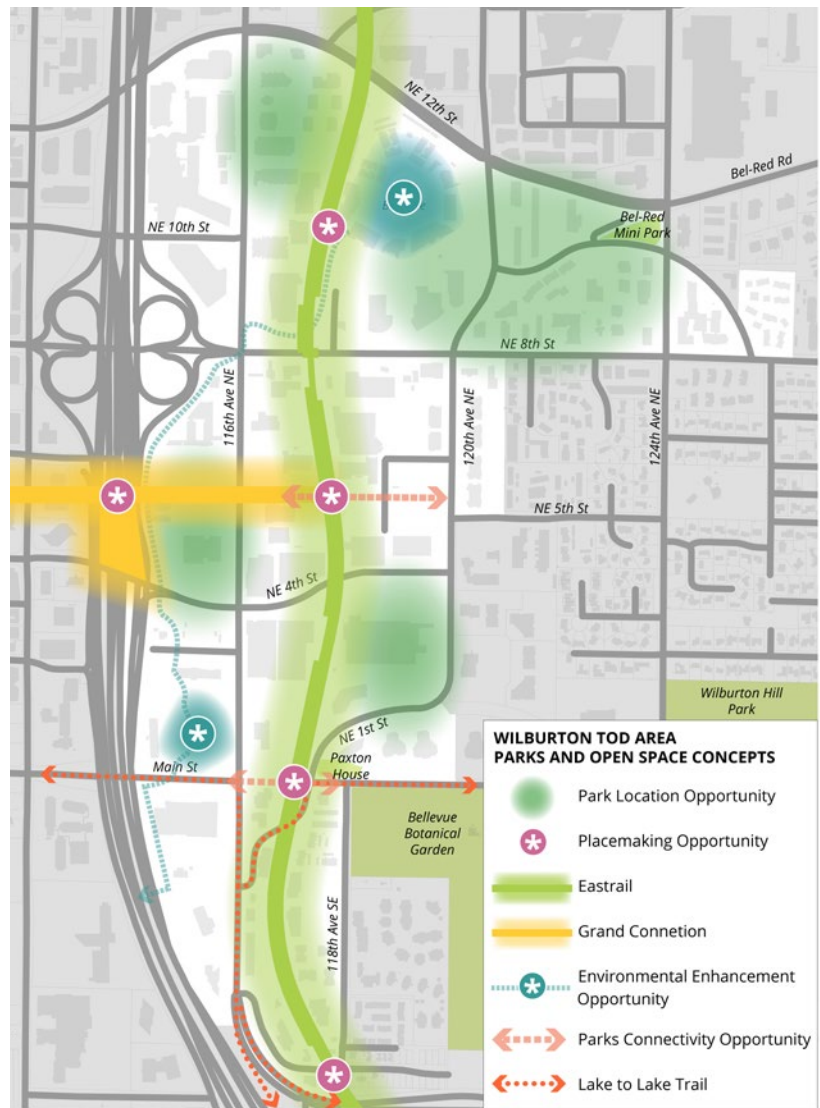 NE 12th St
Bel-Red Rd
Bel-Red
Mini Park
NE 10th St
NE 8th St
116th Ave NE
120th Ave NE
124th Ave NE
NE 5th St
NE 4th St
Wilburton Hill
Park
NE 1st St
Paxton
House
Main St
Bellevue
Botanical
Garden
118th Ave SE
WILBURTON TOD AREA
PARKS AND OPEN SPACE CONCEPTS
Park Location Opportunity
Placemaking Opportunity
Eastrail
Grand Connetion
Environmental Enhancement
Opportunity
Parks Connectivity Opportunity
Lake to Lake Trail